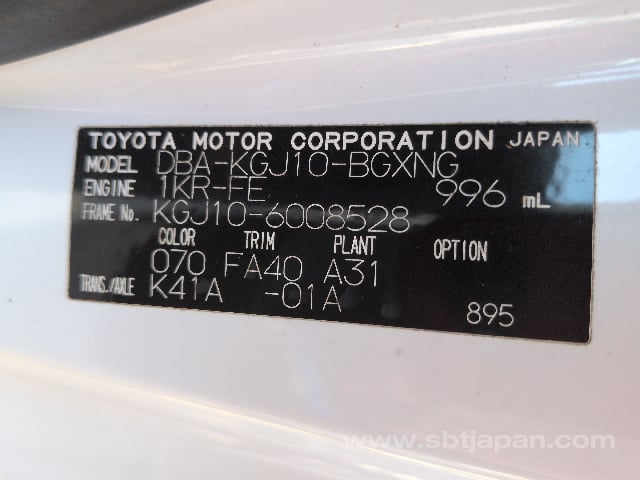 TOYOTA MOTOR CORPORATION JAPAN
MODEL DBA-KGJ10-BGXNG
ENGINE 1KR-FE 996 mL
FRAME No. KGJ10-6008528
COLOR TRIM PLANT OPTION
070 FA40 A31
TRANS./AXLE K41A -01A 895
www.sbtjapan.com